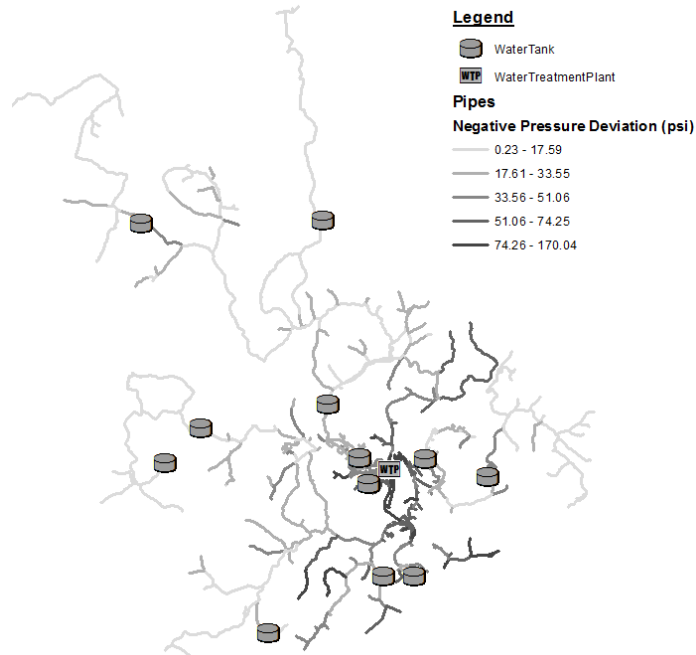 Legend
WaterTank
WTP WaterTreatmentPlant
Pipes
Negative Pressure Deviation (psi)
0.23 - 17.59
17.61 - 33.55
33.56 - 51.06
51.06 - 74.25
74.26 - 170.04
WTP